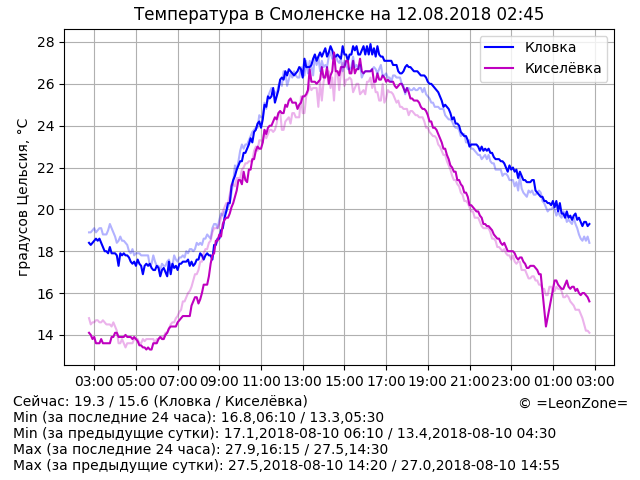 Температура в Смоленске на 12.08.2018 02:45
градусов Цельсия, °C
28
26
24
22
20
18
16
14
Кловка
Киселёвка
03:00 05:00 07:00 09:00 11:00 13:00 15:00 17:00 19:00 21:00 23:00 01:00 03:00
Сейчас: 19.3 / 15.6 (Кловка / Киселёвка)
© =LeonZone=
Min (за последние 24 часа): 16.8,06:10 / 13.3,05:30
Min (за предыдущие сутки): 17.1,2018-08-10 06:10 / 13.4,2018-08-10 04:30
Max (за последние 24 часа): 27.9,16:15 / 27.5,14:30
Max (за предыдущие сутки): 27.5,2018-08-10 14:20 / 27.0,2018-08-10 14:55